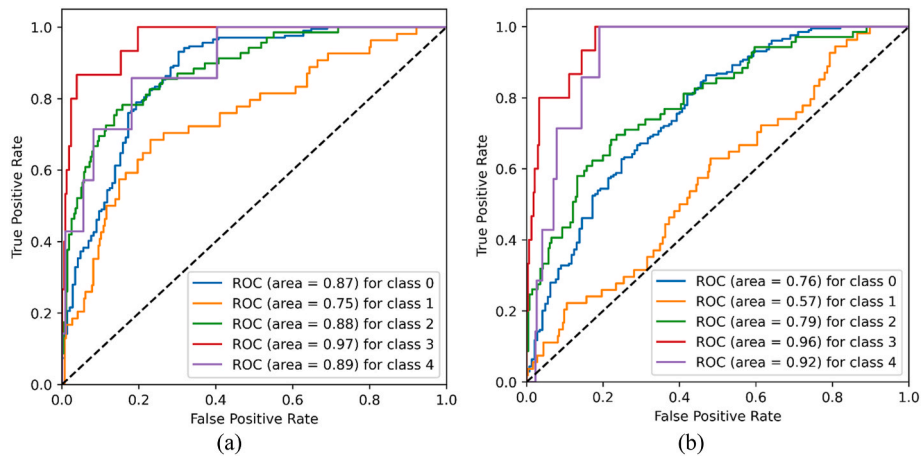 1.0
0.8
0.6
0.4
0.2
0.0
True Positive Rate
ROC (area = 0.87) for class 0
ROC (area = 0.75) for class 1
ROC (area = 0.88) for class 2
ROC (area = 0.97) for class 3
ROC (area = 0.89) for class 4
0.0 0.2 0.4 0.6 0.8 1.0
False Positive Rate
(a)
1.0
0.8
0.6
0.4
0.2
0.0
True Positive Rate
ROC (area = 0.76) for class 0
ROC (area = 0.57) for class 1
ROC (area = 0.79) for class 2
ROC (area = 0.96) for class 3
ROC (area = 0.92) for class 4
0.0 0.2 0.4 0.6 0.8 1.0
False Positive Rate
(b)